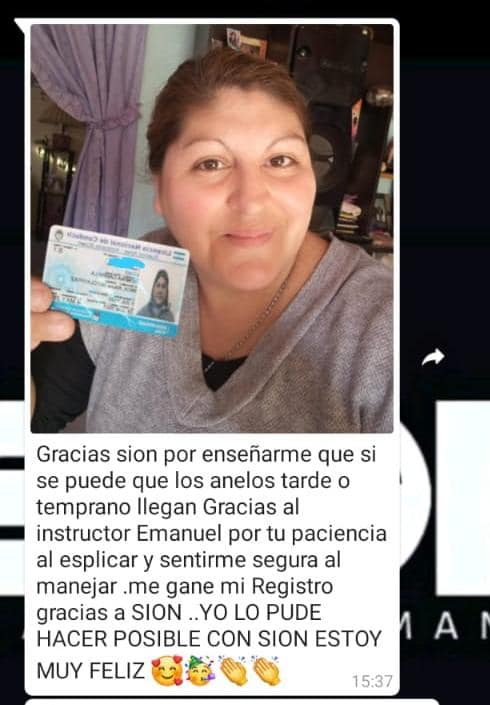 Gracias sion por enseñarme que si
se puede que los anelos tarde o
temprano llegan Gracias al
instructor Emanuel por tu paciencia
al esplicar y sentirme segura al
manejar .me gane mi Registro
gracias a SION ..YO LO PUDE
HACER POSIBLE CON SION ESTOY
MUY FELIZ 🥰🥳👏👏
15:37